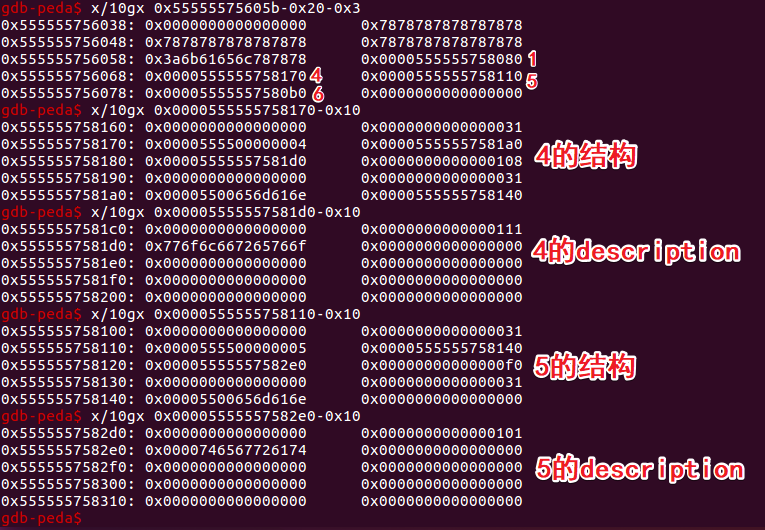 gdb-peda$ x/10gx 0x55555575605b-0x20-0x3
0x555555756038: 0x0000000000000000 0x7878787878787878
0x555555756048: 0x7878787878787878 0x7878787878787878
0x555555756058: 0x3a6b61656c787878 0x0000555555758080 1
0x555555756068: 0x0000555555758170 4 0x0000555555758110 5
0x555555756078: 0x00005555557580b0 6 0x0000000000000000
gdb-peda$ x/10gx 0x0000555555758170-0x10
0x555555758160: 0x0000000000000000 0x0000000000000031
0x555555758170: 0x0000555500000004 0x00005555557581a0
0x555555758180: 0x00005555557581d0 0x0000000000000108
0x555555758190: 0x0000000000000000 0x0000000000000031
0x5555557581a0: 0x00005500656d616e 0x0000555555758140
4的结构
gdb-peda$ x/10gx 0x00005555557581d0-0x10
0x5555557581c0: 0x0000000000000000 0x0000000000000111
0x5555557581d0: 0x776f6c667265766f 0x0000000000000000
0x5555557581e0: 0x0000000000000000 0x0000000000000000
0x5555557581f0: 0x0000000000000000 0x0000000000000000
0x555555758200: 0x0000000000000000 0x0000000000000000
4的description
gdb-peda$ x/10gx 0x0000555555758110-0x10
0x555555758100: 0x0000000000000000 0x0000000000000031
0x555555758110: 0x0000555500000005 0x0000555555758140
0x555555758120: 0x00005555557582e0 0x00000000000000f0
0x555555758130: 0x0000000000000000 0x0000000000000031
0x555555758140: 0x00005500656d616e 0x0000000000000000
5的结构
gdb-peda$ x/10gx 0x00005555557582e0-0x10
0x5555557582d0: 0x0000000000000000 0x0000000000000101
0x5555557582e0: 0x0000746567726174 0x0000000000000000
0x5555557582f0: 0x0000000000000000 0x0000000000000000
0x555555758300: 0x0000000000000000 0x0000000000000000
0x555555758310: 0x0000000000000000 0x0000000000000000
5的description
gdb-peda$